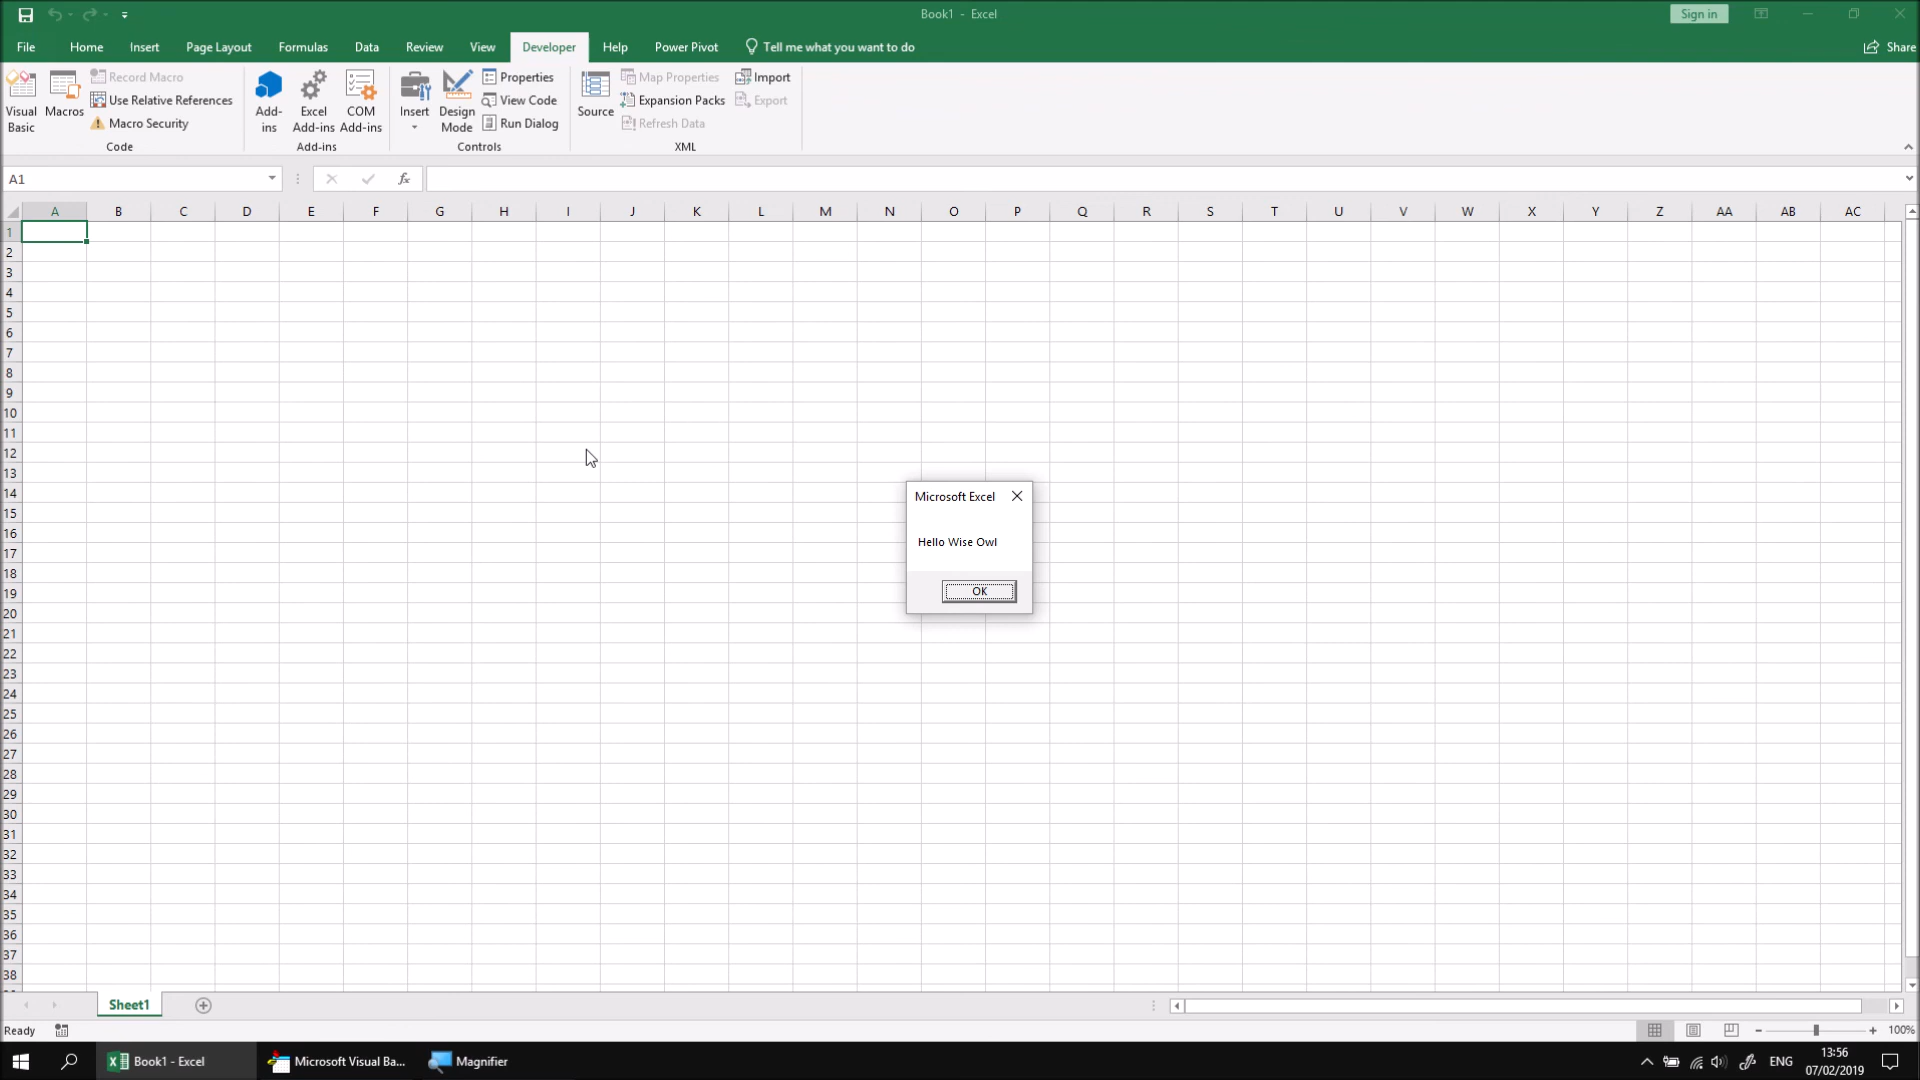 Book1 - Excel
Sign in
File Home Insert Page Layout Formulas Data Review View Developer Help Power Pivot Tell me what you want to do
Share
Visual Basic
Macros
Record Macro
Use Relative References
Macro Security
Code
Add-ins
Excel Add-ins
COM Add-ins
Add-ins
Insert
Design Mode
Properties
View Code
Run Dialog
Controls
Source
Map Properties
Expansion Packs
Refresh Data
Import
Export
XML
A1
fx
A B C D E F G H I J K L M N O P Q R S T U V W X Y Z AA AB AC
1
2
3
4
5
6
7
8
9
10
11
12
13
14
15
16
17
18
19
20
21
22
23
24
25
26
27
28
29
30
31
32
33
34
35
36
37
38
Microsoft Excel
Hello Wise Owl
OK
Sheet1
Ready
100%
Book1 - Excel
Microsoft Visual Ba...
Magnifier
ENG
13:56
07/02/2019